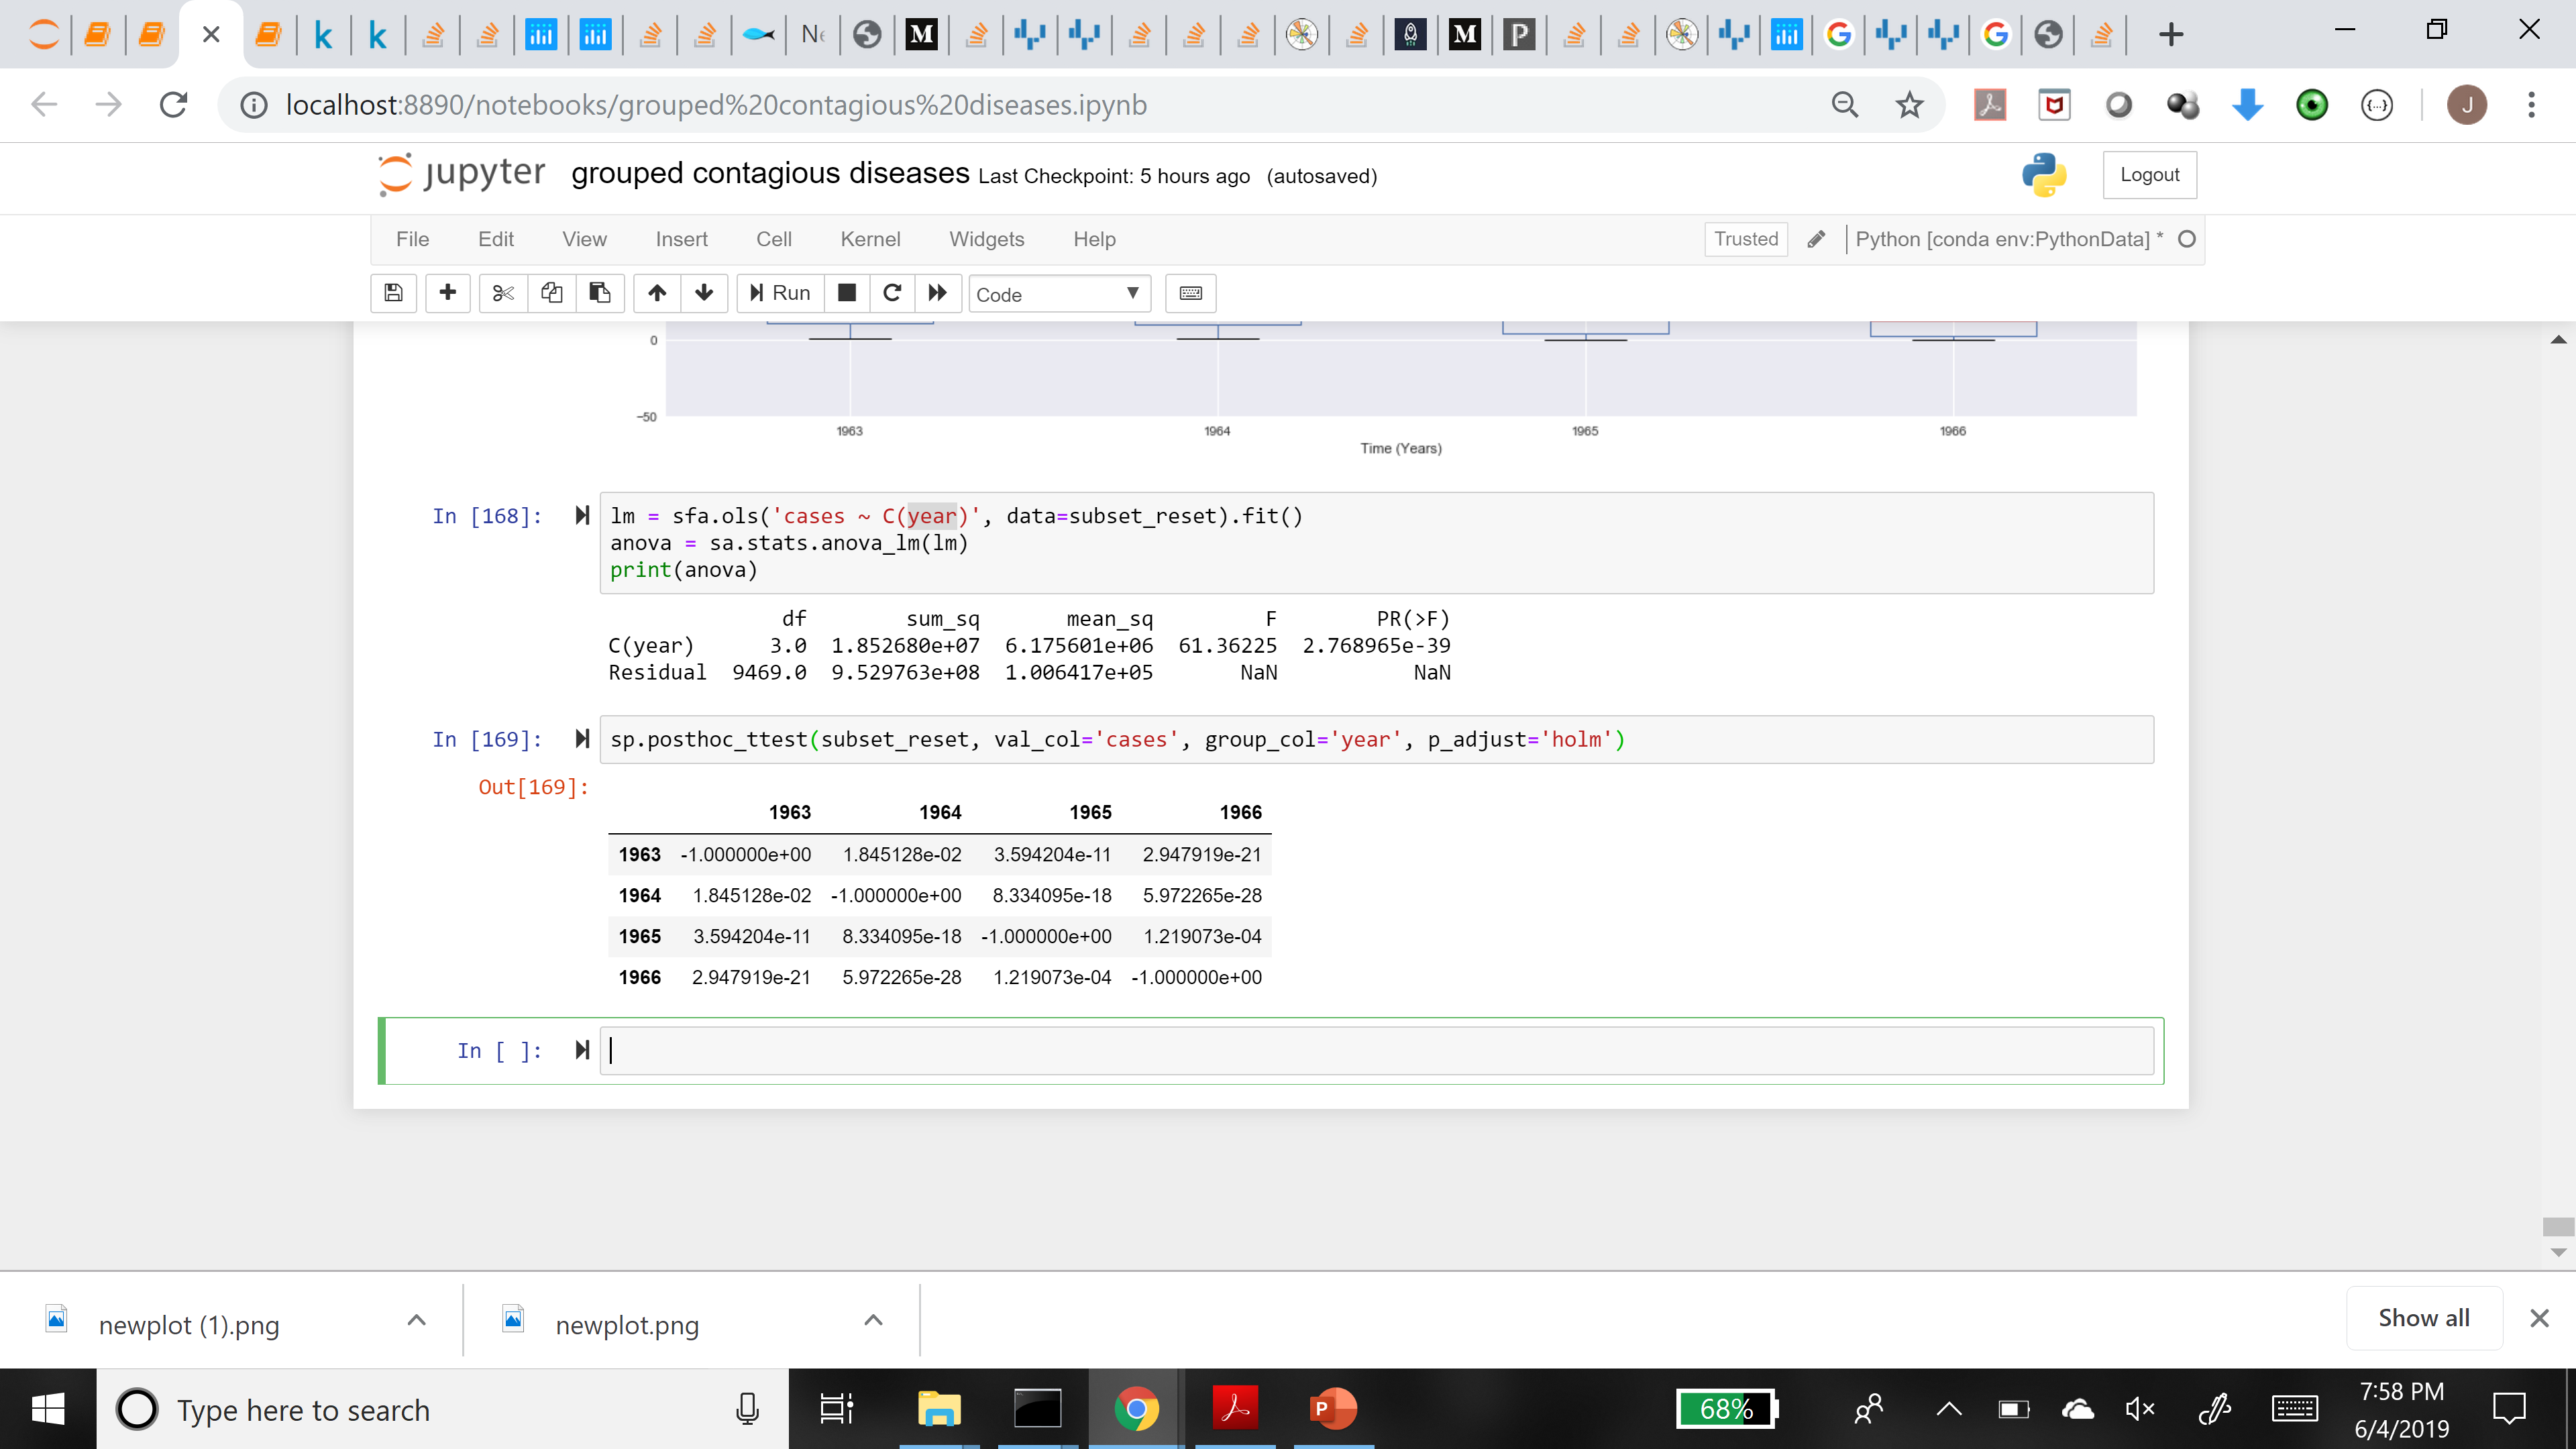 Ne
localhost:8890/notebooks/grouped%20contagious%20diseases.ipynb
J
jupyter grouped contagious diseases Last Checkpoint: 5 hours ago (autosaved)
Logout
File Edit View Insert Cell Kernel Widgets Help
Trusted Python [conda env:PythonData] *
Run Code
0
-50
1963 1964 1965 1966
Time (Years)
In [168]: lm = sfa.ols('cases ~ C(year)', data=subset_reset).fit()
anova = sa.stats.anova_lm(lm)
print(anova)
df sum_sq mean_sq F PR(>F)
C(year) 3.0 1.852680e+07 6.175601e+06 61.36225 2.768965e-39
Residual 9469.0 9.529763e+08 1.006417e+05 NaN NaN
In [169]: sp.posthoc_ttest(subset_reset, val_col='cases', group_col='year', p_adjust='holm')
Out[169]:
1963 1964 1965 1966
1963 -1.000000e+00 1.845128e-02 3.594204e-11 2.947919e-21
1964 1.845128e-02 -1.000000e+00 8.334095e-18 5.972265e-28
1965 3.594204e-11 8.334095e-18 -1.000000e+00 1.219073e-04
1966 2.947919e-21 5.972265e-28 1.219073e-04 -1.000000e+00
In [ ]:
newplot (1).png newplot.png Show all
Type here to search
68%
7:58 PM
6/4/2019